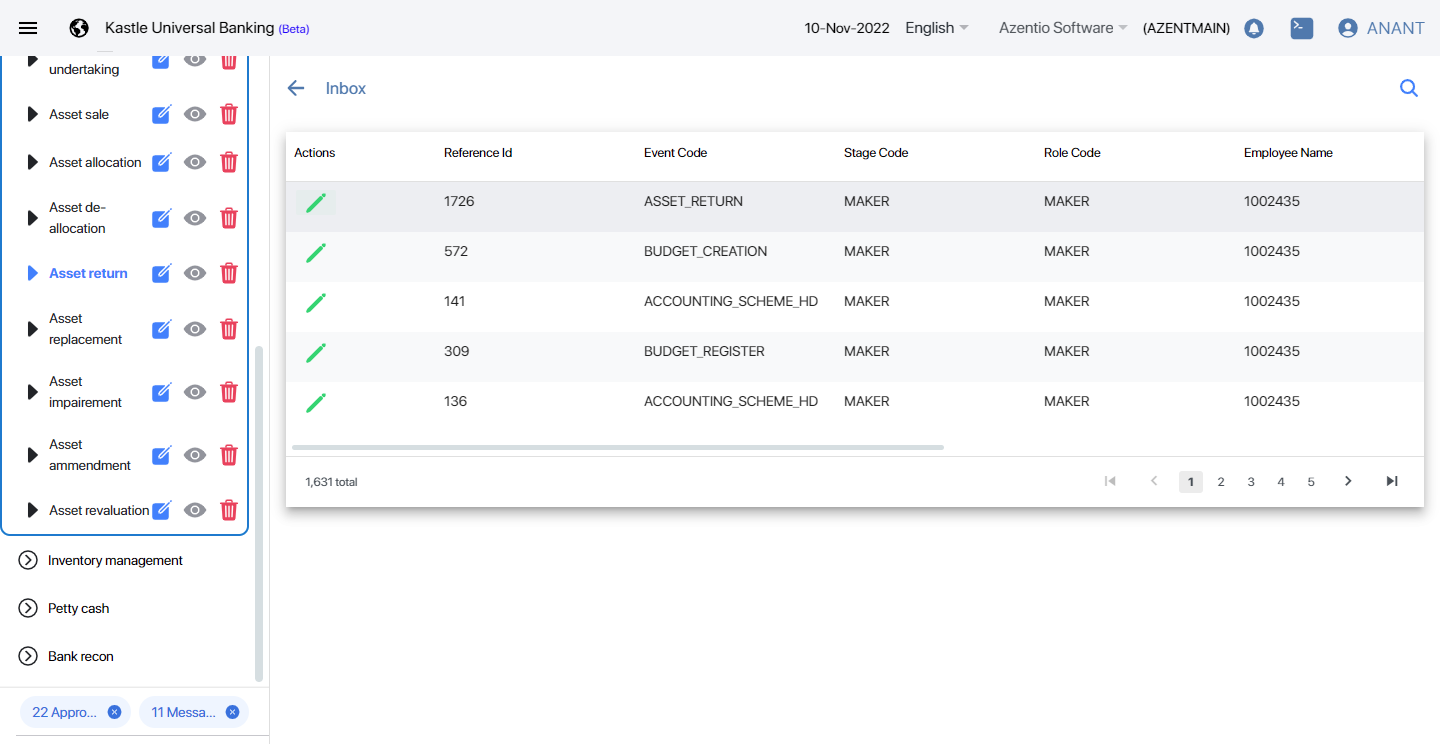 Kastle Universal Banking (Beta)
10-Nov-2022
English
Azentio Software
(AZENTMAIN)
ANANT
undertaking
Asset sale
Asset allocation
Asset de-
allocation
Asset return
Asset
replacement
Asset
impairement
Asset
ammendment
Asset revaluation
Inventory management
Petty cash
Bank recon
22 Appro...
11 Messa...
Inbox
Actions Reference Id Event Code Stage Code Role Code Employee Name
1726 ASSET_RETURN MAKER MAKER 1002435
572 BUDGET_CREATION MAKER MAKER 1002435
141 ACCOUNTING_SCHEME_HD MAKER MAKER 1002435
309 BUDGET_REGISTER MAKER MAKER 1002435
136 ACCOUNTING_SCHEME_HD MAKER MAKER 1002435
1,631 total
1 2 3 4 5